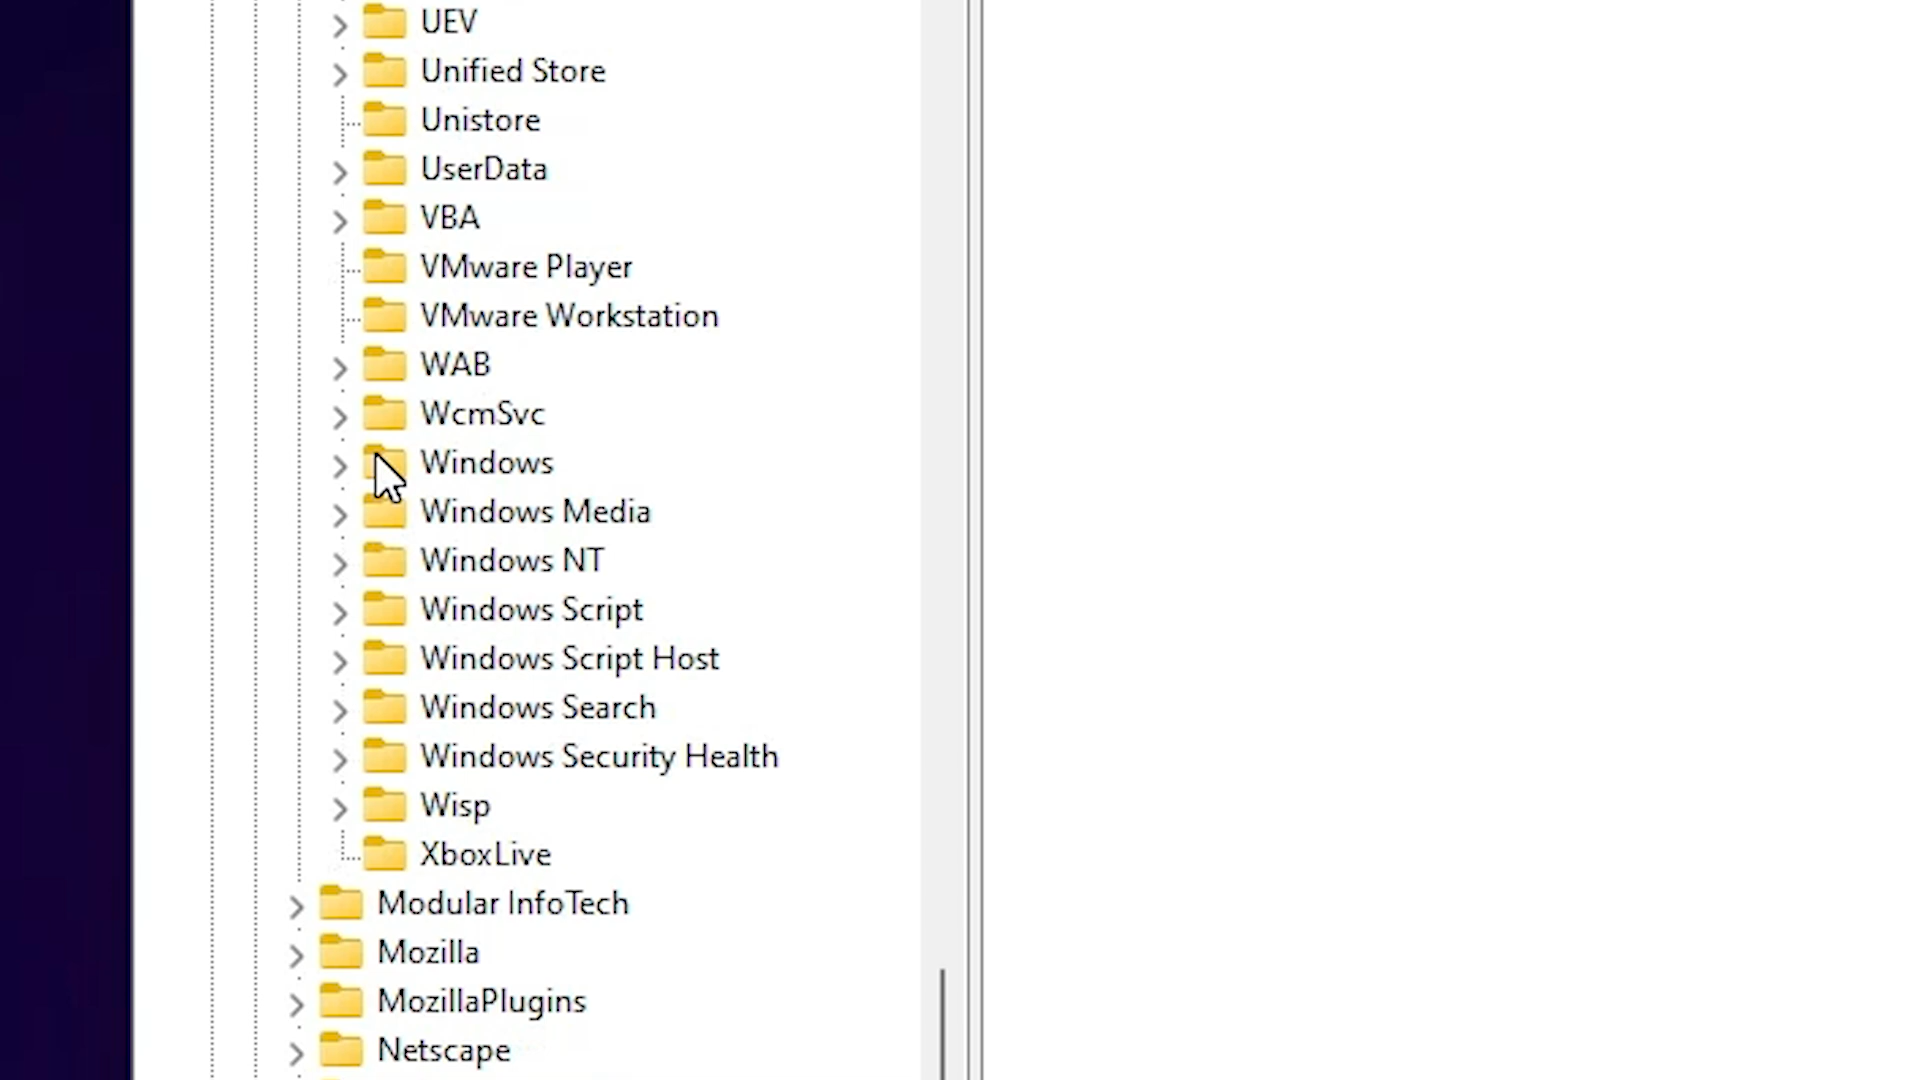 UEV
Unified Store
Unistore
UserData
VBA
VMware Player
VMware Workstation
WAB
WcmSvc
Windows
Windows Media
Windows NT
Windows Script
Windows Script Host
Windows Search
Windows Security Health
Wisp
XboxLive
Modular InfoTech
Mozilla
MozillaPlugins
Netscape